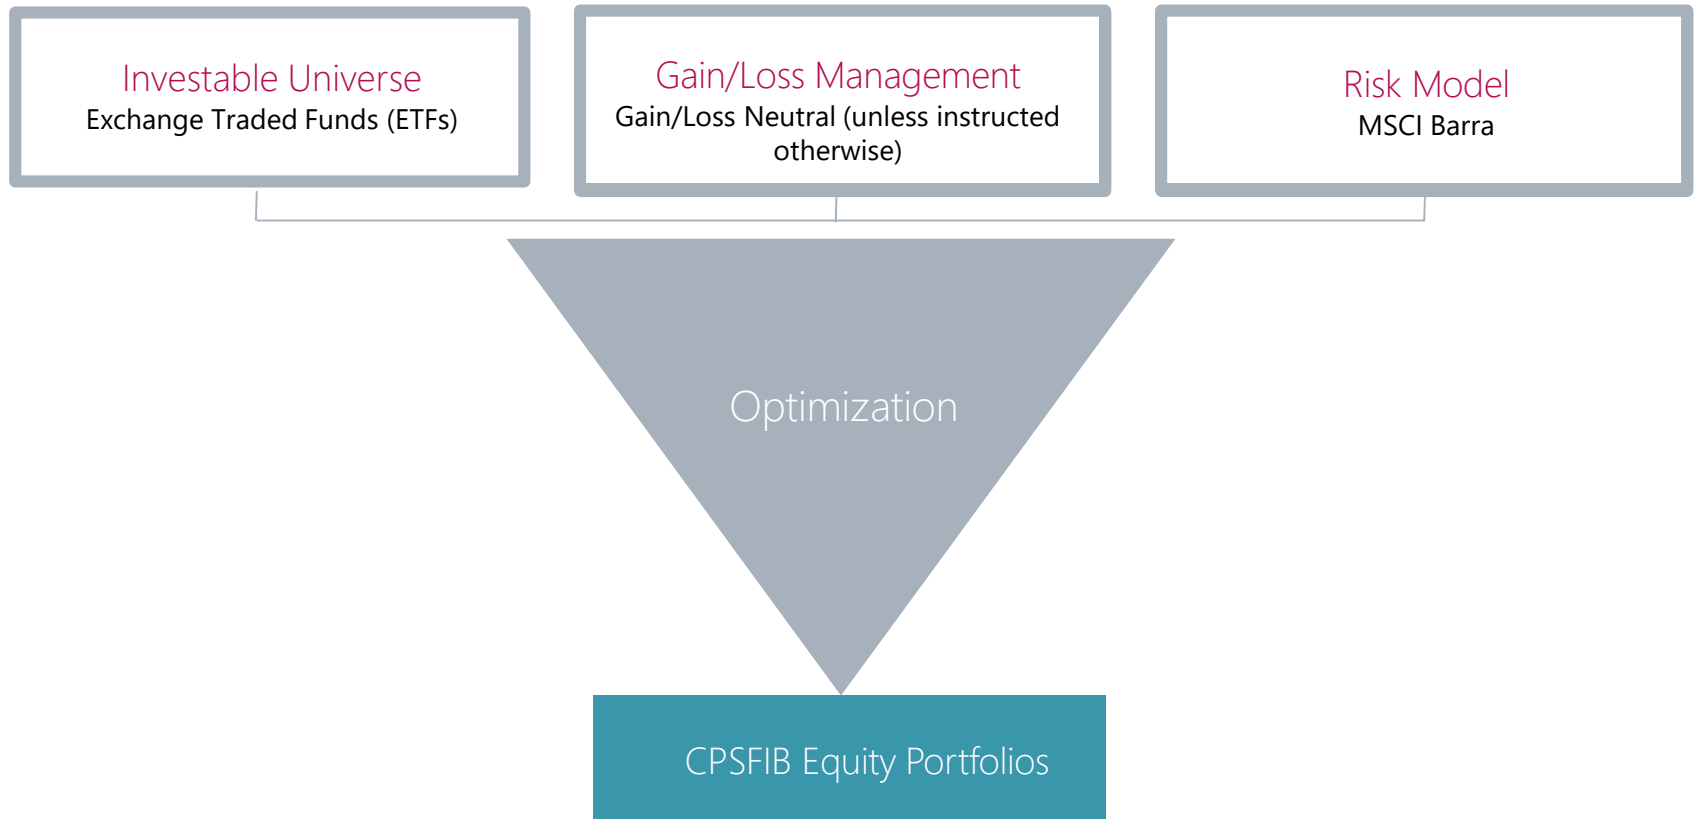 Investable Universe
Exchange Traded Funds (ETFs)
Gain/Loss Management
Gain/Loss Neutral (unless instructed
otherwise)
Risk Model
MSCI Barra
Optimization
CPSFIB Equity Portfolios